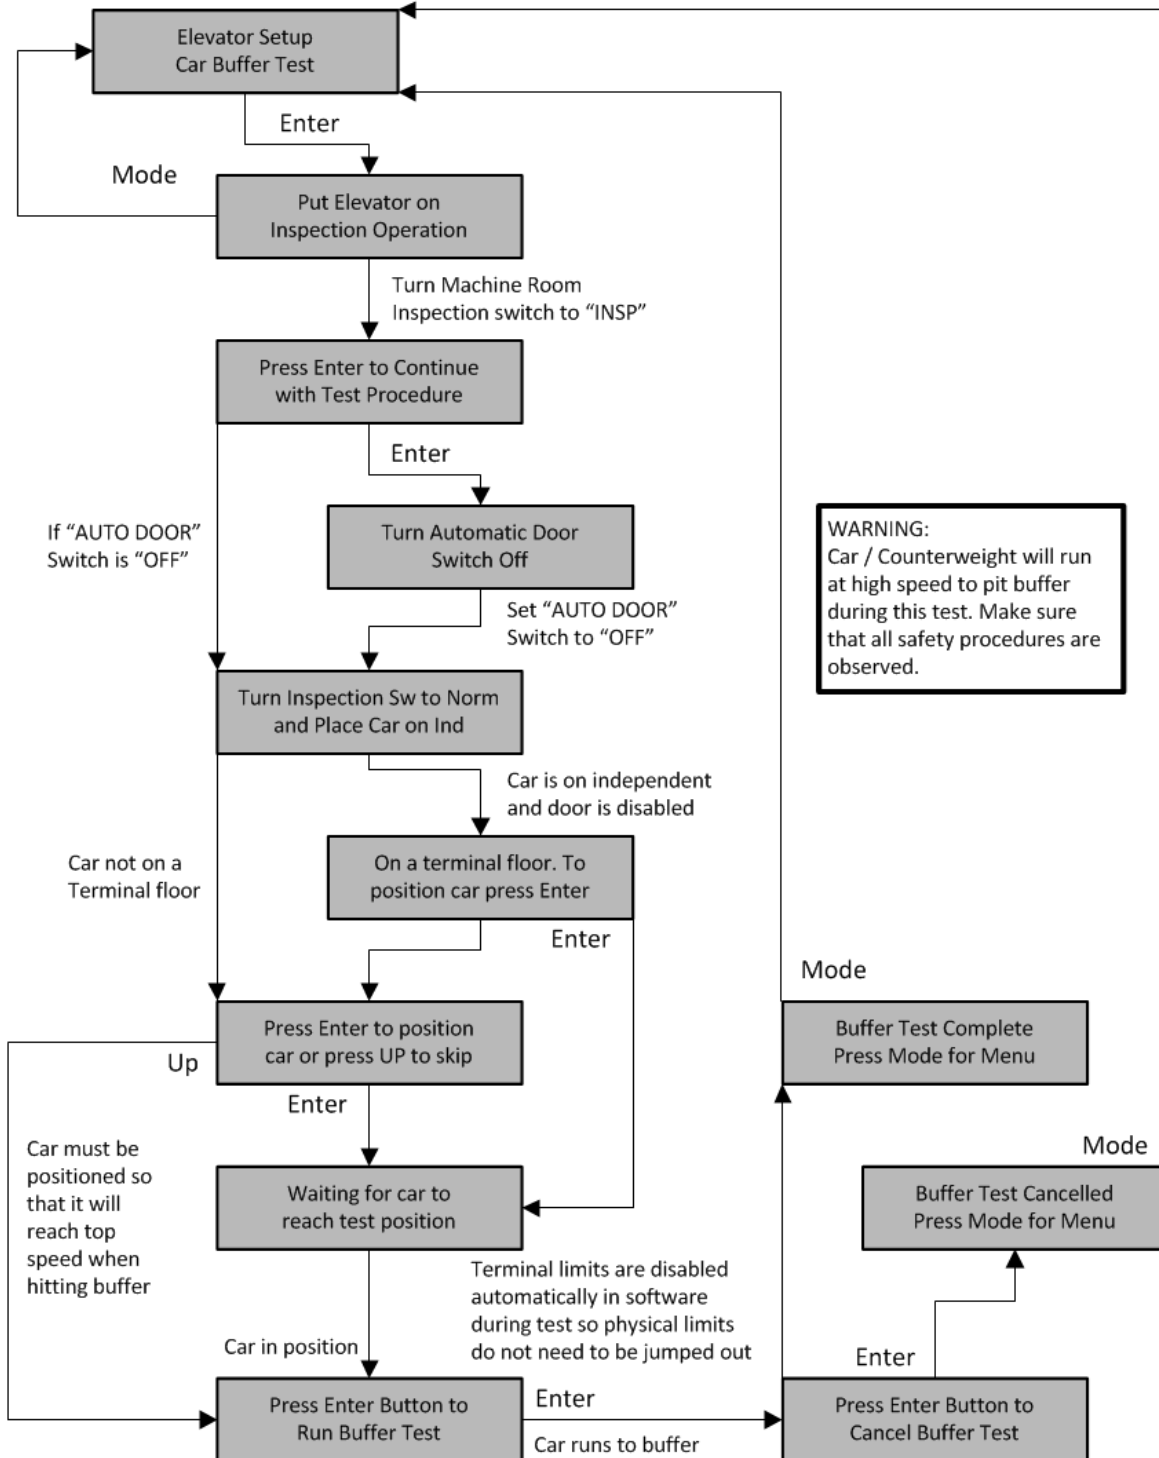 Elevator Setup
Car Buffer Test
Enter
Mode
Put Elevator on
Inspection Operation
Turn Machine Room
Inspection switch to “INSP”
Press Enter to Continue
with Test Procedure
Enter
If “AUTO DOOR”
Switch is “OFF”
Turn Automatic Door
Switch Off
WARNING:
Car / Counterweight will run
at high speed to pit buffer
during this test. Make sure
that all safety procedures are
observed.
Set “AUTO DOOR”
Switch to “OFF”
Turn Inspection Sw to Norm
and Place Car on Ind
Car is on independent
and door is disabled
Car not on a
Terminal floor
On a terminal floor. To
position car press Enter
Enter
Mode
Press Enter to position
car or press UP to skip
Buffer Test Complete
Press Mode for Menu
Up
Enter
Car must be
positioned so
that it will
reach top
speed when
hitting buffer
Mode
Waiting for car to
reach test position
Buffer Test Cancelled
Press Mode for Menu
Terminal limits are disabled
automatically in software
during test so physical limits
do not need to be jumped out
Car in position
Enter
Press Enter Button to
Run Buffer Test
Enter
Car runs to buffer
Press Enter Button to
Cancel Buffer Test